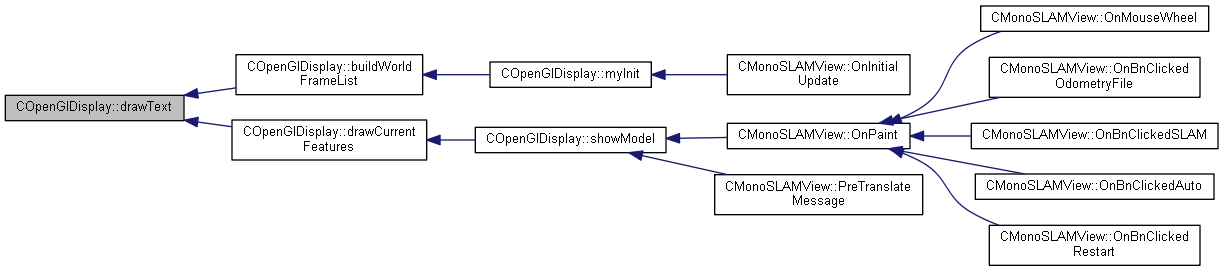 COpenGlDisplay::drawText
COpenGlDisplay::buildWorld
FrameList
COpenGlDisplay::myInit
CMonoSLAMView::OnInitial
Update
COpenGlDisplay::drawCurrent
Features
COpenGlDisplay::showModel
CMonoSLAMView::OnPaint
CMonoSLAMView::OnMouseWheel
CMonoSLAMView::OnBnClicked
OdometryFile
CMonoSLAMView::OnBnClickedSLAM
CMonoSLAMView::OnBnClickedAuto
CMonoSLAMView::OnBnClicked
Restart
CMonoSLAMView::PreTranslate
Message